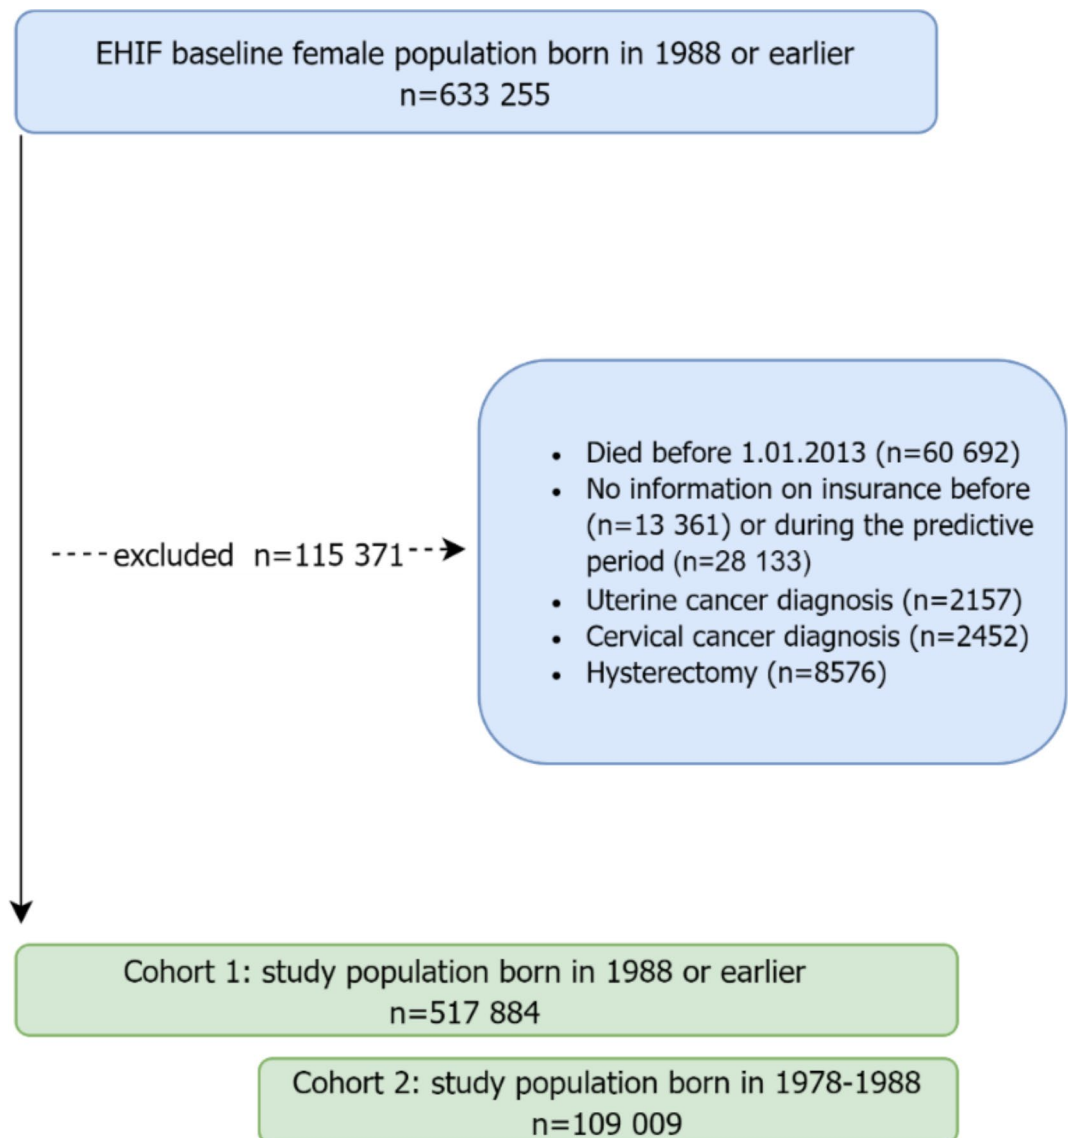 EHIF baseline female population born in 1988 or earlier
n=633 255
• Died before 1.01.2013 (n=60 692)
• No information on insurance before
(n=13 361) or during the predictive
period (n=28 133)
• Uterine cancer diagnosis (n=2157)
• Cervical cancer diagnosis (n=2452)
• Hysterectomy (n=8576)
excluded n=115 371
Cohort 1: study population born in 1988 or earlier
n=517 884
Cohort 2: study population born in 1978-1988
n=109 009